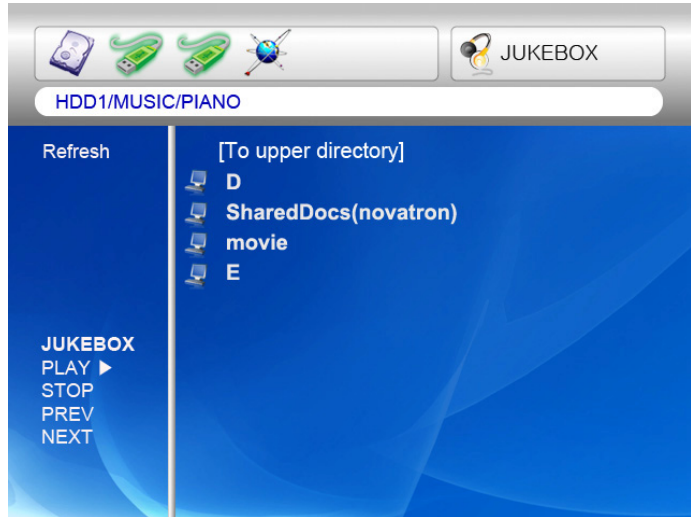 JUKEBOX
HDD1/MUSIC/PIANO
Refresh
[To upper directory]
D
SharedDocs(novatron)
movie
E
JUKEBOX
PLAY ▶
STOP
PREV
NEXT